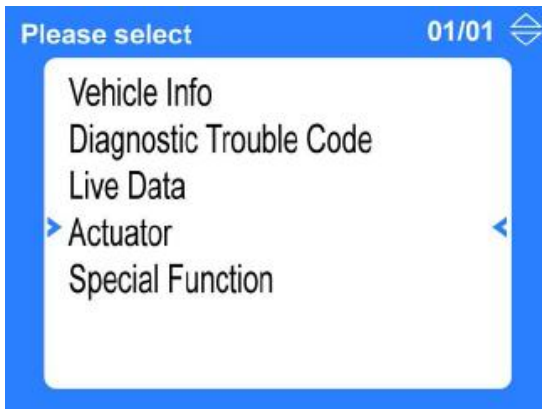 Please select 01/01
Vehicle Info
Diagnostic Trouble Code
Live Data
> Actuator <
Special Function